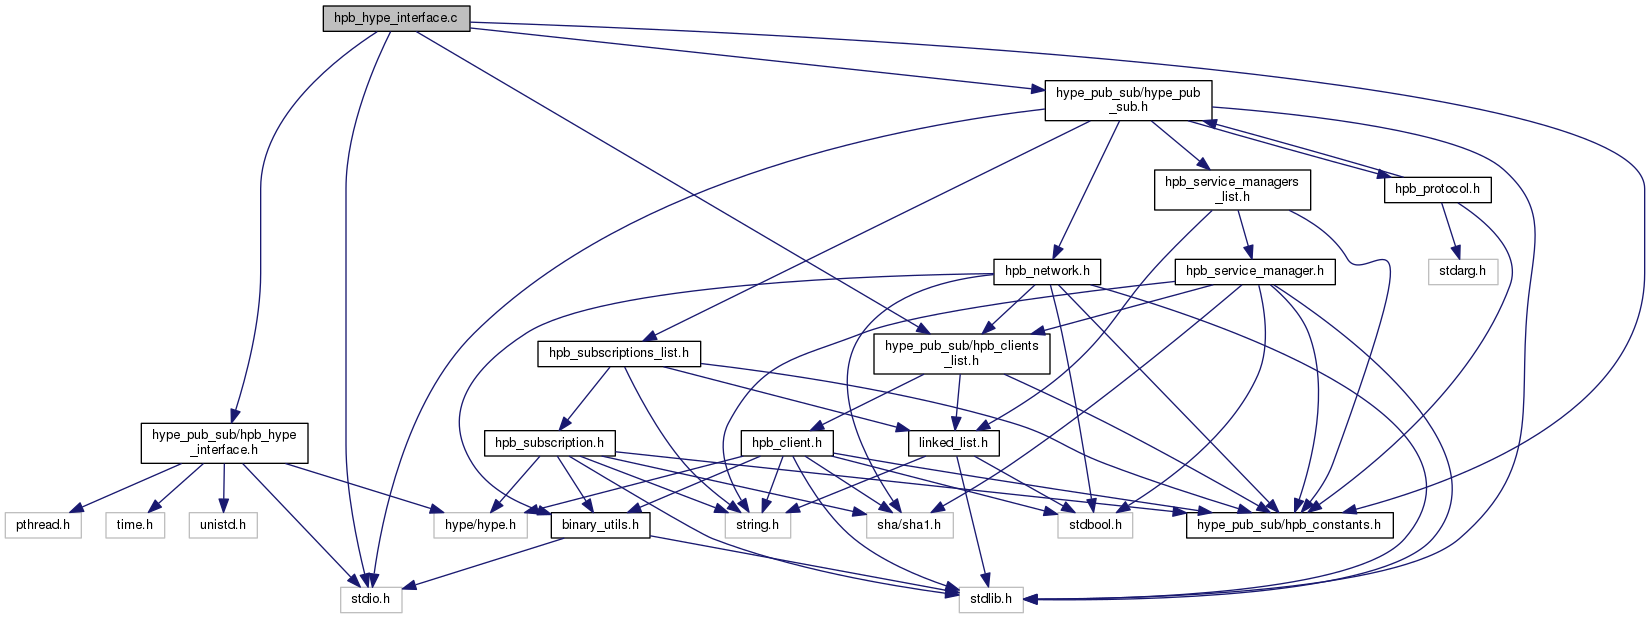 hpb_hype_interface.c
hype_pub_sub/hype_pub
_sub.h
hpb_service_managers
_list.h
hpb_protocol.h
hpb_network.h
hpb_service_manager.h
stdarg.h
hpb_subscriptions_list.h
hype_pub_sub/hpb_clients
_list.h
hype_pub_sub/hpb_hype
_interface.h
hpb_subscription.h
hpb_client.h
linked_list.h
pthread.h
time.h
unistd.h
hype/hype.h
binary_utils.h
string.h
sha/sha1.h
stdbool.h
hype_pub_sub/hpb_constants.h
stdio.h
stdlib.h